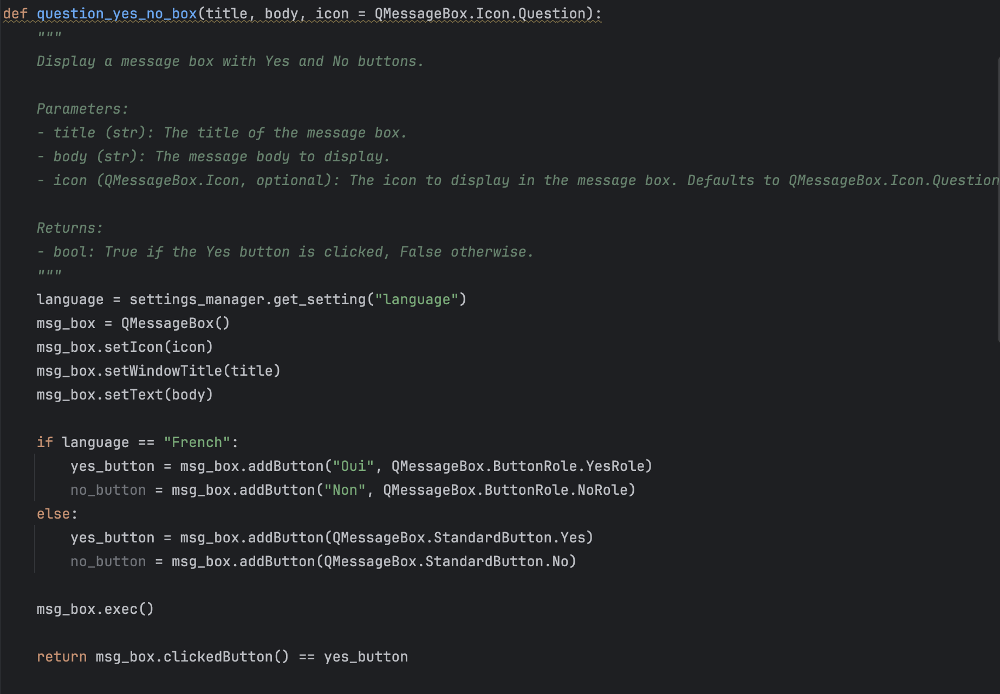 def question_yes_no_box(title, body, icon = QMessageBox.Icon.Question):
"""
Display a message box with Yes and No buttons.
Parameters:
- title (str): The title of the message box.
- body (str): The message body to display.
- icon (QMessageBox.Icon, optional): The icon to display in the message box. Defaults to QMessageBox.Icon.Question
Returns:
- bool: True if the Yes button is clicked, False otherwise.
"""
language = settings_manager.get_setting("language")
msg_box = QMessageBox()
msg_box.setIcon(icon)
msg_box.setWindowTitle(title)
msg_box.setText(body)
if language == "French":
yes_button = msg_box.addButton("Oui", QMessageBox.ButtonRole.YesRole)
no_button = msg_box.addButton("Non", QMessageBox.ButtonRole.NoRole)
else:
yes_button = msg_box.addButton(QMessageBox.StandardButton.Yes)
no_button = msg_box.addButton(QMessageBox.StandardButton.No)
msg_box.exec()
return msg_box.clickedButton() == yes_button